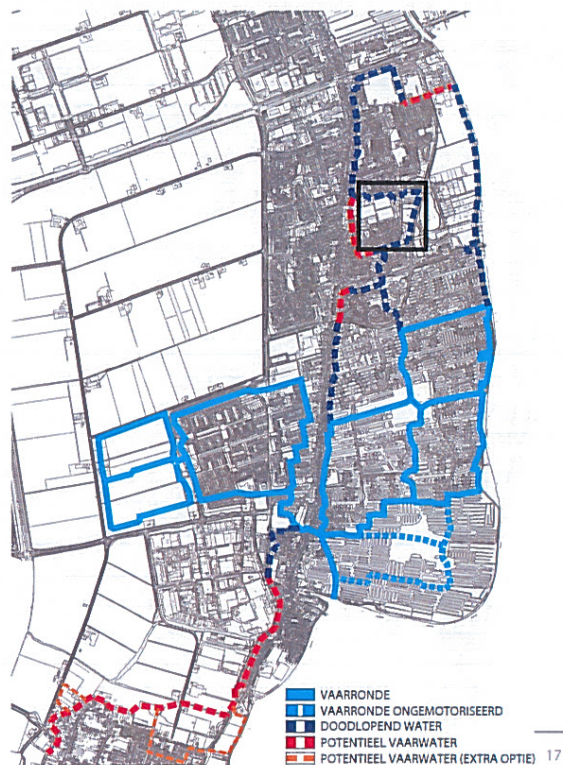 VAARRONDE
VAARRONDE ONGEMOTORISEERD
DOODLOPEND WATER
POTENTIEEL VAARWATER
POTENTIEEL VAARWATER (EXTRA OPTIE)
17